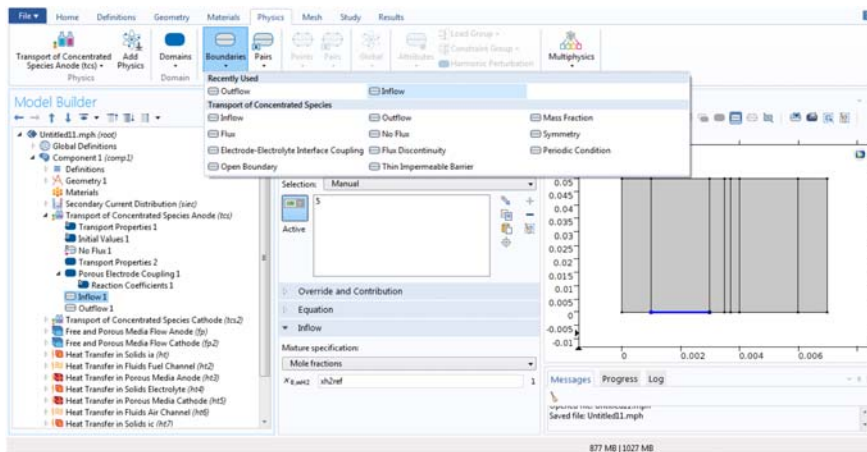 File ▾ Home Definitions Geometry Materials Physics Mesh Study Results
Transport of Concentrated Species Anode (tcs) ▾
Add Physics
Domains
Boundaries
Pairs
Points
Pairs
Global
Attributes
Load Group ▾
Constraint Group ▾
Harmonic Perturbation
Multiphysics
Physics
Domain
Recently Used
Outflow Inflow
Transport of Concentrated Species
Inflow Outflow Mass Fraction
Flux No Flux Symmetry
Electrode-Electrolyte Interface Coupling Flux Discontinuity Periodic Condition
Open Boundary Thin Impermeable Barrier
Model Builder
Untitled11.mph (root)
Global Definitions
Component 1 (comp1)
Definitions
Geometry 1
Materials
Secondary Current Distribution (siec)
Transport of Concentrated Species Anode (tcs)
Transport Properties 1
Initial Values 1
No Flux 1
Transport Properties 2
Porous Electrode Coupling 1
Reaction Coefficients 1
Inflow 1
Outflow 1
Transport of Concentrated Species Cathode (tcs2)
Free and Porous Media Flow Anode (fp)
Free and Porous Media Flow Cathode (fp2)
Heat Transfer in Solids ia (ht)
Heat Transfer in Fluids Fuel Channel (ht2)
Heat Transfer in Porous Media Anode (ht3)
Heat Transfer in Solids Electrolyte (ht4)
Heat Transfer in Porous Media Cathode (ht5)
Heat Transfer in Fluids Air Channel (ht6)
Heat Transfer in Solids ic (ht7)
Selection: Manual
5
Active
Override and Contribution
Equation
Inflow
Mixture specification:
Mole fractions
xh2ref 1
0.05
0.045
0.04
0.035
0.03
0.025
0.02
0.015
0.01
0.005
0
-0.005
-0.01
0 0.002 0.004 0.006
Messages Progress Log
Saved file: Untitled11.mph
877 MB | 1027 MB